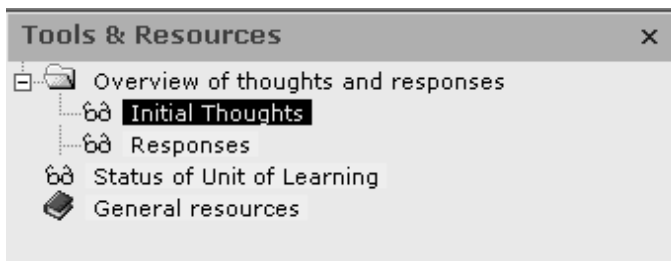 Tools & Resources
Overview of thoughts and responses
Initial Thoughts
Responses
Status of Unit of Learning
General resources